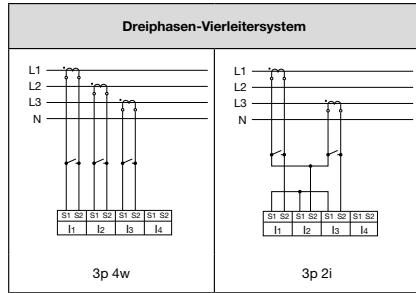 Dreiphasen-Vierleitersystem
L1
L2
L3
N
S1 S2 S1 S2 S1 S2 S1 S2
I1 I2 I3 I4
3p 4w
L1
L2
L3
N
S1 S2 S1 S2 S1 S2 S1 S2
I1 I2 I3 I4
3p 2i